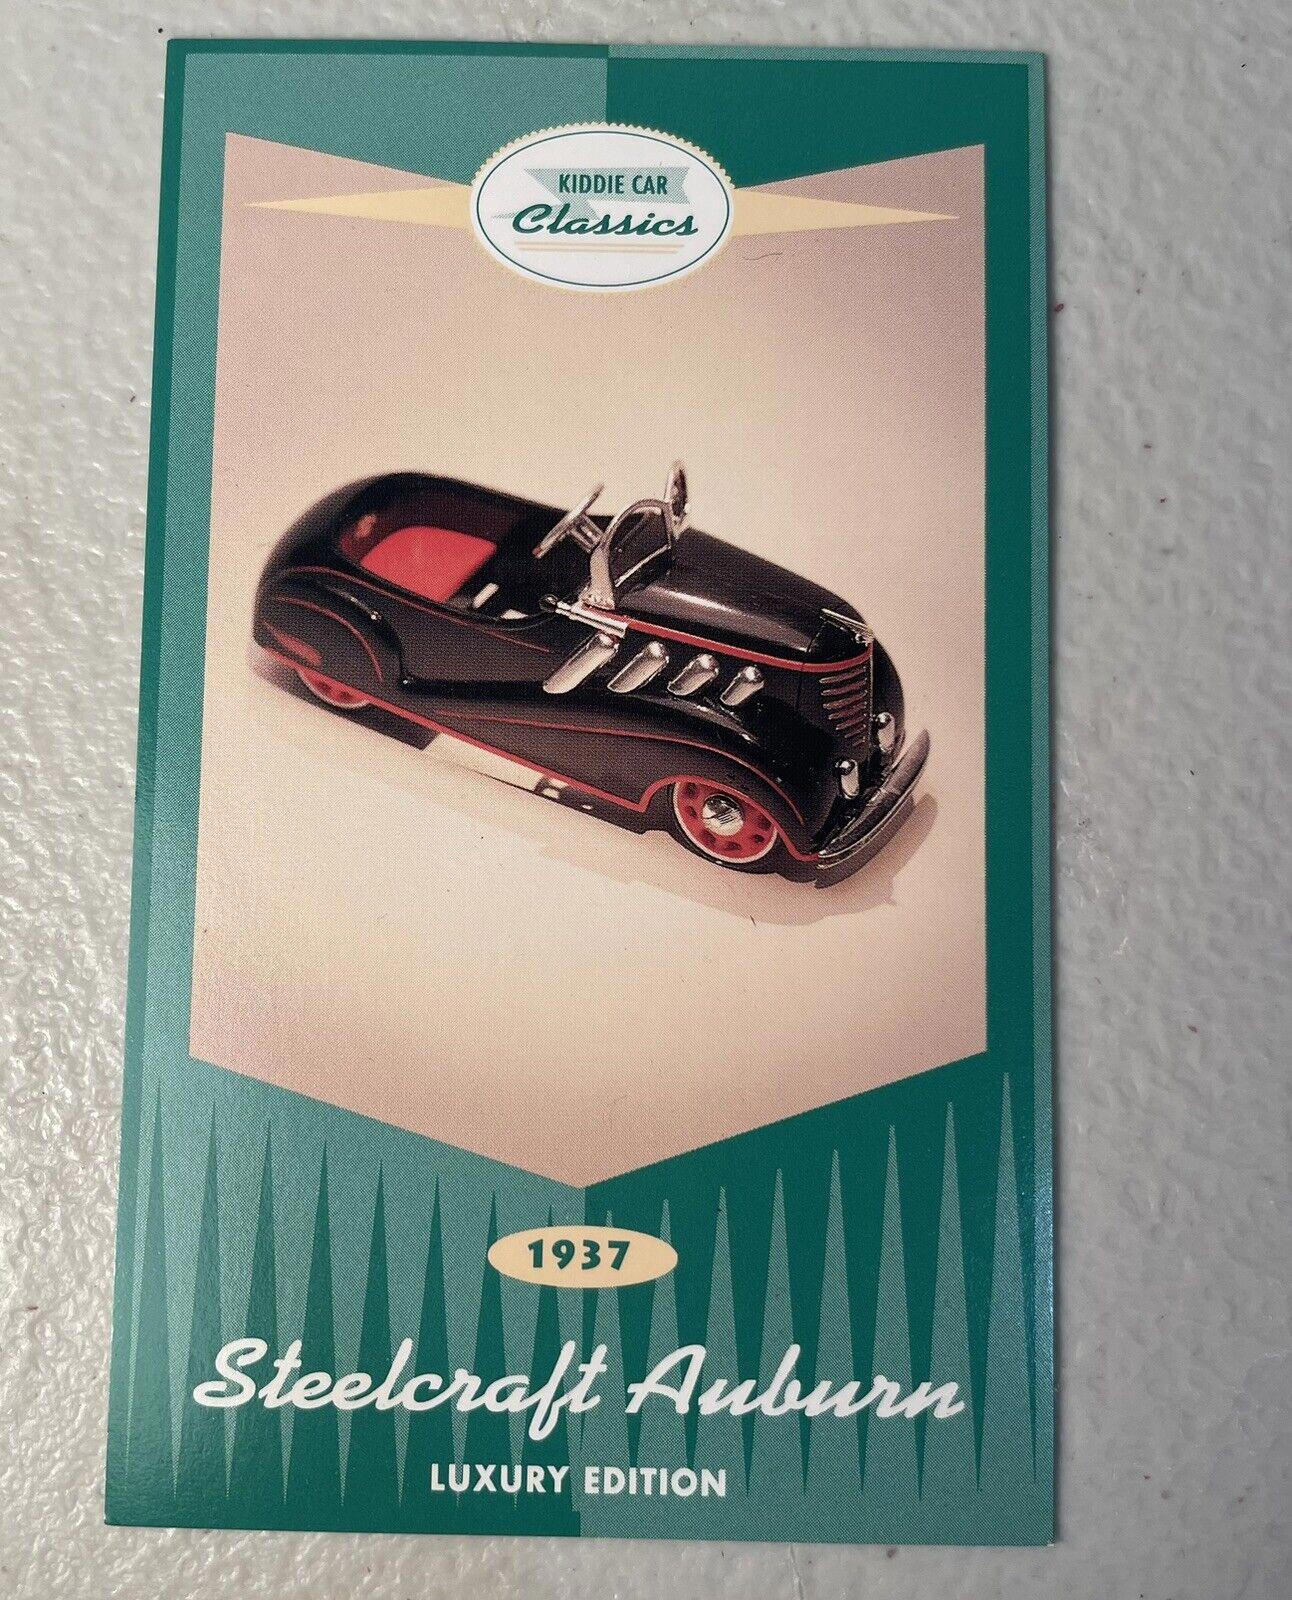 KIDDIE CAR
Classics
1937
Steelcraft Auburn
LUXURY EDITION